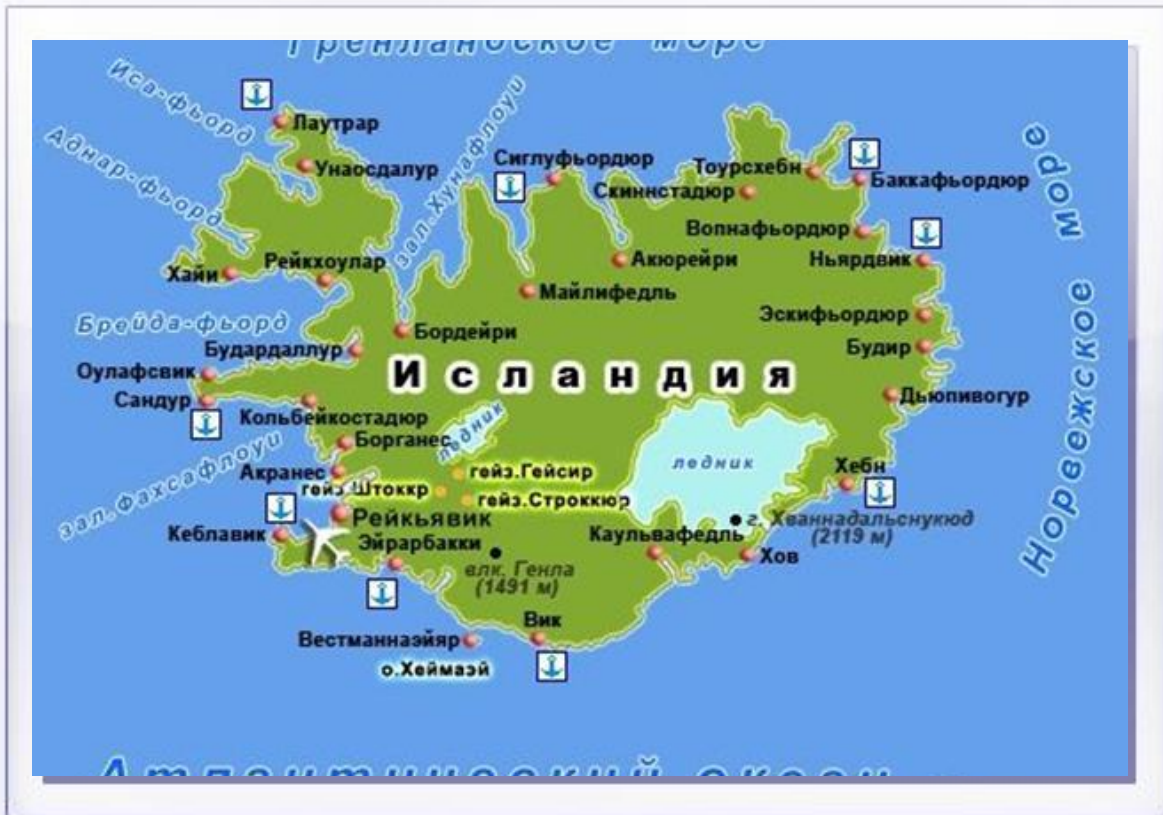 Гренландское море
Иса-фьорд
Лаутрар
Аднар-фьорд
Унаосдалур
зал.Хунафлоуи
Сиглуфьордюр
Тоурсхебн
Скиннстадюр
Баккафьордюр
Вопнафьордюр
Ньярдвик
Хайи
Рейкхоулар
Акюрейри
Майлифедль
Эскифьордюр
Брейда-фьорд
Бордейри
Будардаллур
Будир
Оулафсвик
Исландия
Сандур
Дьюпивогур
Кольбейкостадюр
ледник
Борганес
зал.фахсафлоуи
Акранес
гейз.Гейсир
ледник
Хебн
гейз.Штоккр
гейз.Строккюр
Рейкьявик
Кеблавик
Эйрарбакки
Каульвафедль
г. Хваннадальснукюд
(2119 м)
Хов
влк. Генла
(1491 м)
Вик
Вестманнаэйяр
о.Хеймаэй
Норвежское море
Атлантический океан